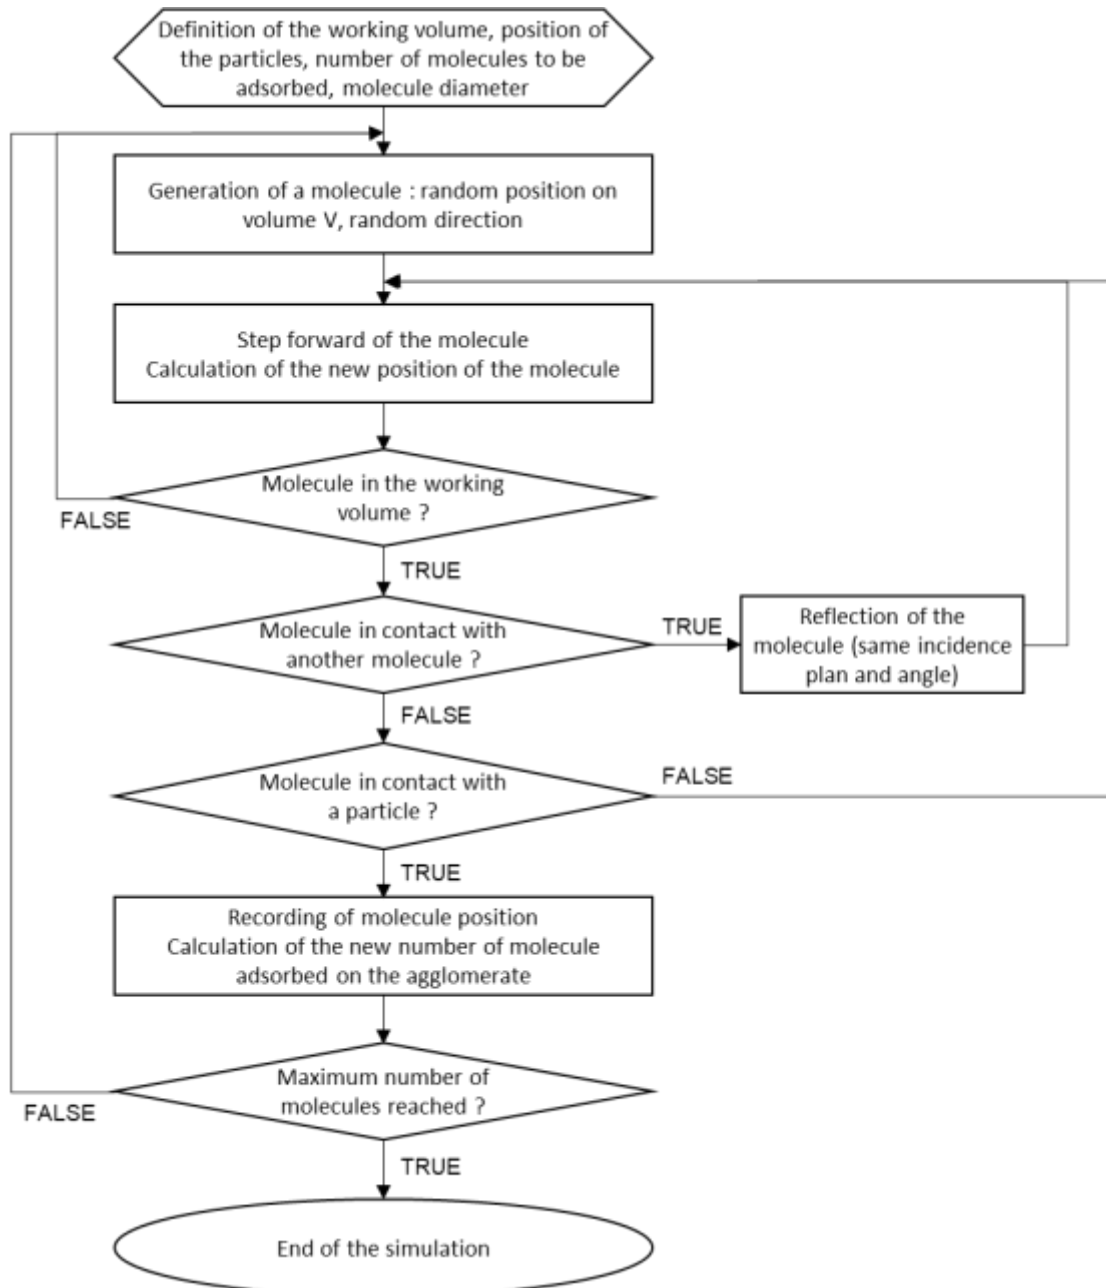 Definition of the working volume, position of
the particles, number of molecules to be
adsorbed, molecule diameter
Generation of a molecule : random position on
volume V, random direction
Step forward of the molecule
Calculation of the new position of the molecule
Molecule in the working
volume ?
FALSE
TRUE
Molecule in contact with
another molecule ?
TRUE
Reflection of the
molecule (same incidence
plan and angle)
FALSE
Molecule in contact with
a particle ?
FALSE
TRUE
Recording of molecule position
Calculation of the new number of molecule
adsorbed on the agglomerate
Maximum number of
molecules reached ?
FALSE
TRUE
End of the simulation